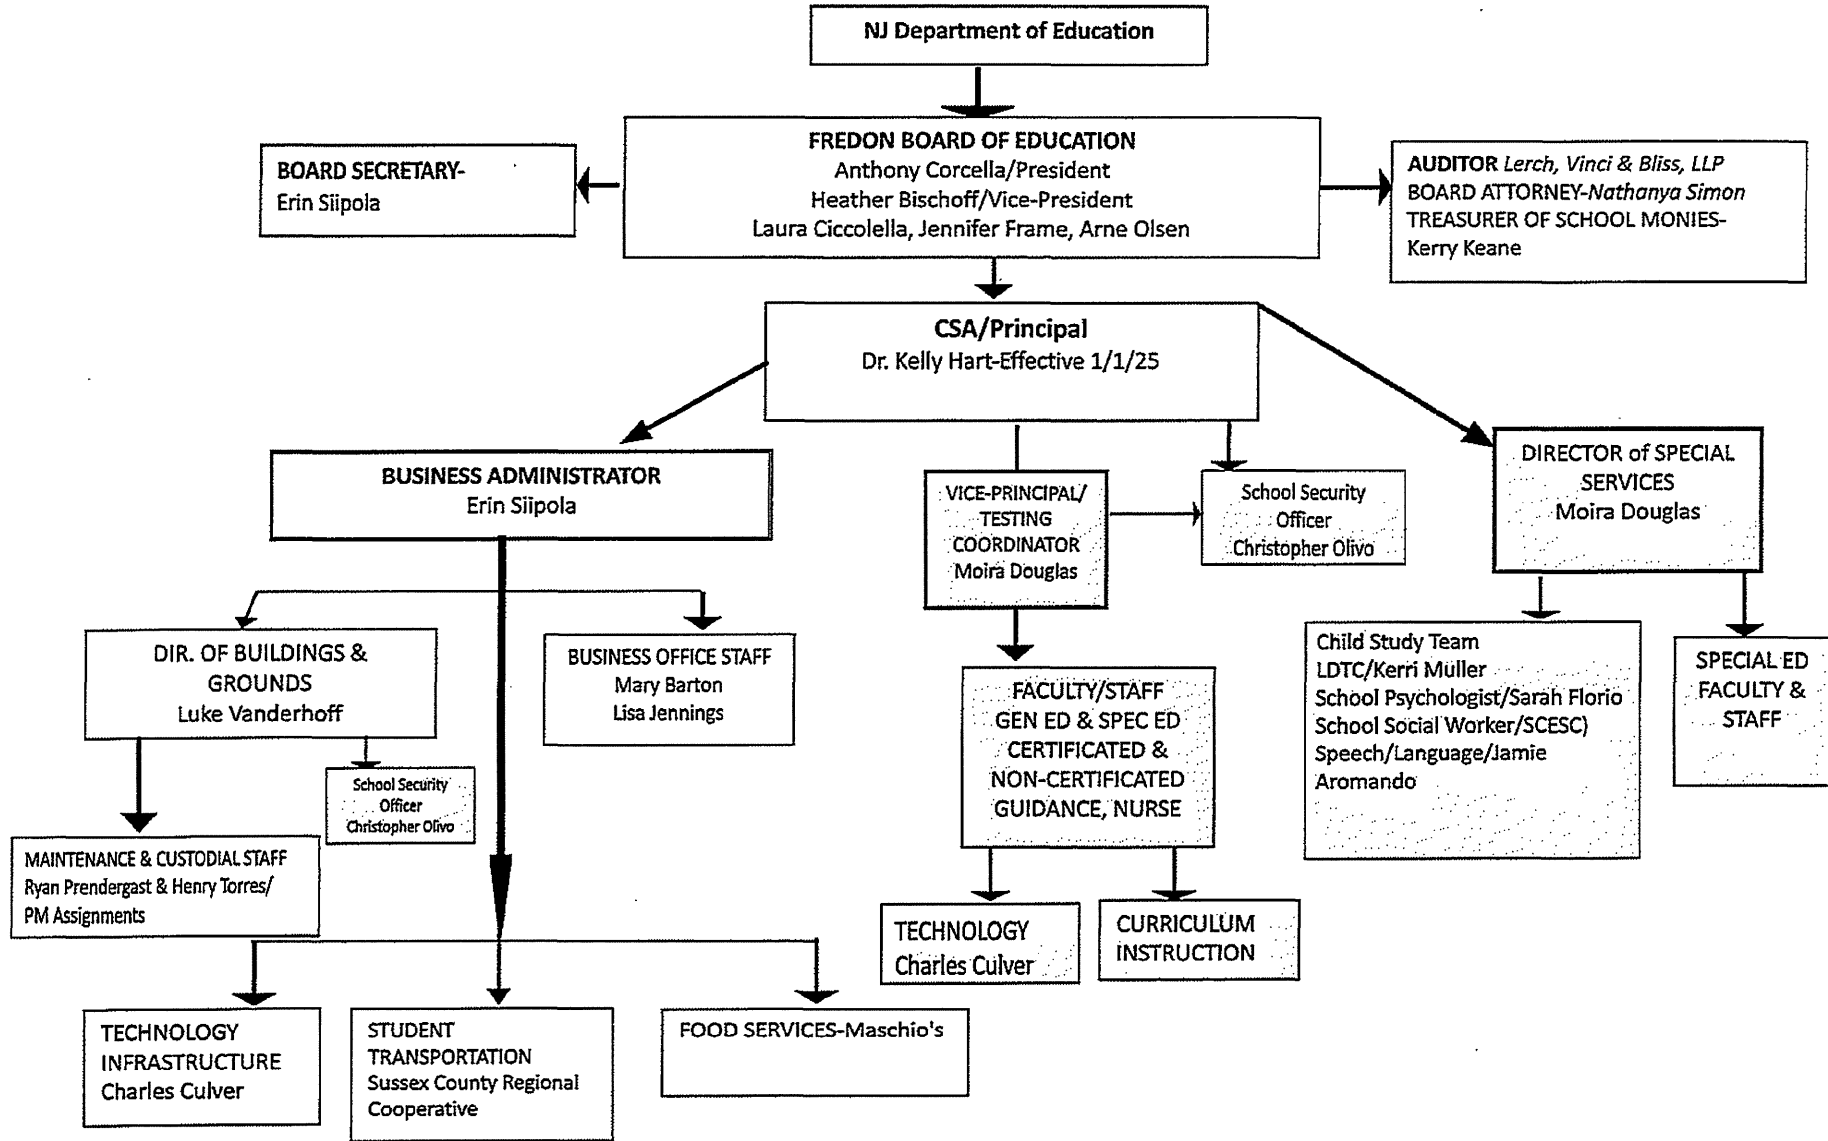 NJ Department of Education
FREDON BOARD OF EDUCATION
Anthony Corcella/President
Heather Bischoff/Vice-President
Laura Ciccolella, Jennifer Frame, Arne Olsen
BOARD SECRETARY-
Erin Siipola
AUDITOR Lerch, Vinci & Bliss, LLP
BOARD ATTORNEY-Nathanya Simon
TREASURER OF SCHOOL MONIES-
Kerry Keane
CSA/Principal
Dr. Kelly Hart-Effective 1/1/25
BUSINESS ADMINISTRATOR
Erin Siipola
VICE-PRINCIPAL/
TESTING
COORDINATOR
Moira Douglas
School Security
Officer
Christopher Olivo
DIRECTOR of SPECIAL
SERVICES
Moira Douglas
DIR. OF BUILDINGS &
GROUNDS
Luke Vanderhoff
BUSINESS OFFICE STAFF
Mary Barton
Lisa Jennings
FACULTY/STAFF
GEN ED & SPEC ED
CERTIFICATED &
NON-CERTIFICATED
GUIDANCE, NURSE
Child Study Team
LDTC/Kerri Muller
School Psychologist/Sarah Florio
School Social Worker/SCESC)
Speech/Language/Jamie
Aromando
SPECIAL ED
FACULTY &
STAFF
School Security
Officer
Christopher Olivo
MAINTENANCE & CUSTODIAL STAFF
Ryan Prendergast & Henry Torres/
PM Assignments
TECHNOLOGY
Charles Culver
CURRICULUM
INSTRUCTION
TECHNOLOGY
INFRASTRUCTURE
Charles Culver
STUDENT
TRANSPORTATION
Sussex County Regional
Cooperative
FOOD SERVICES-Maschio's